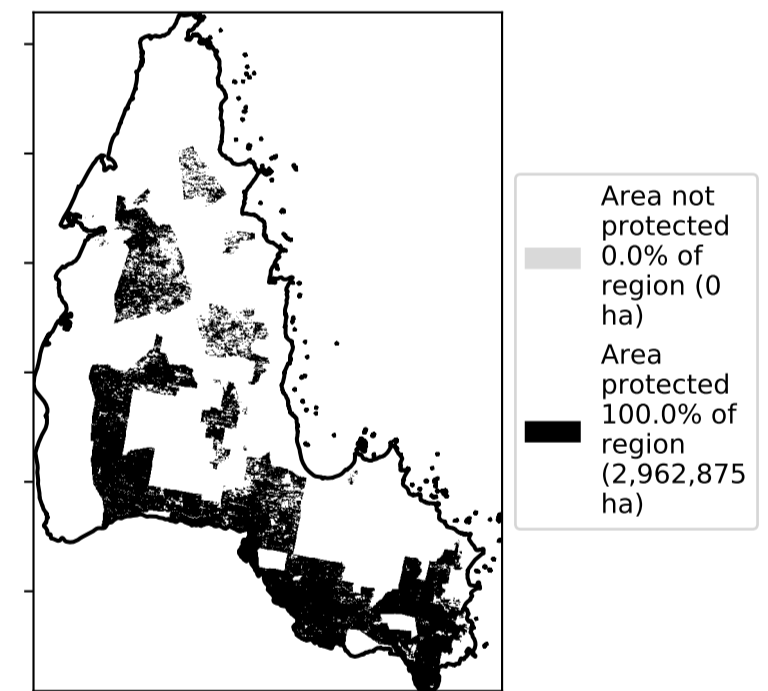 Area not
protected
0.0% of
region (0
ha)
Area
protected
100.0% of
region
(2,962,875
ha)